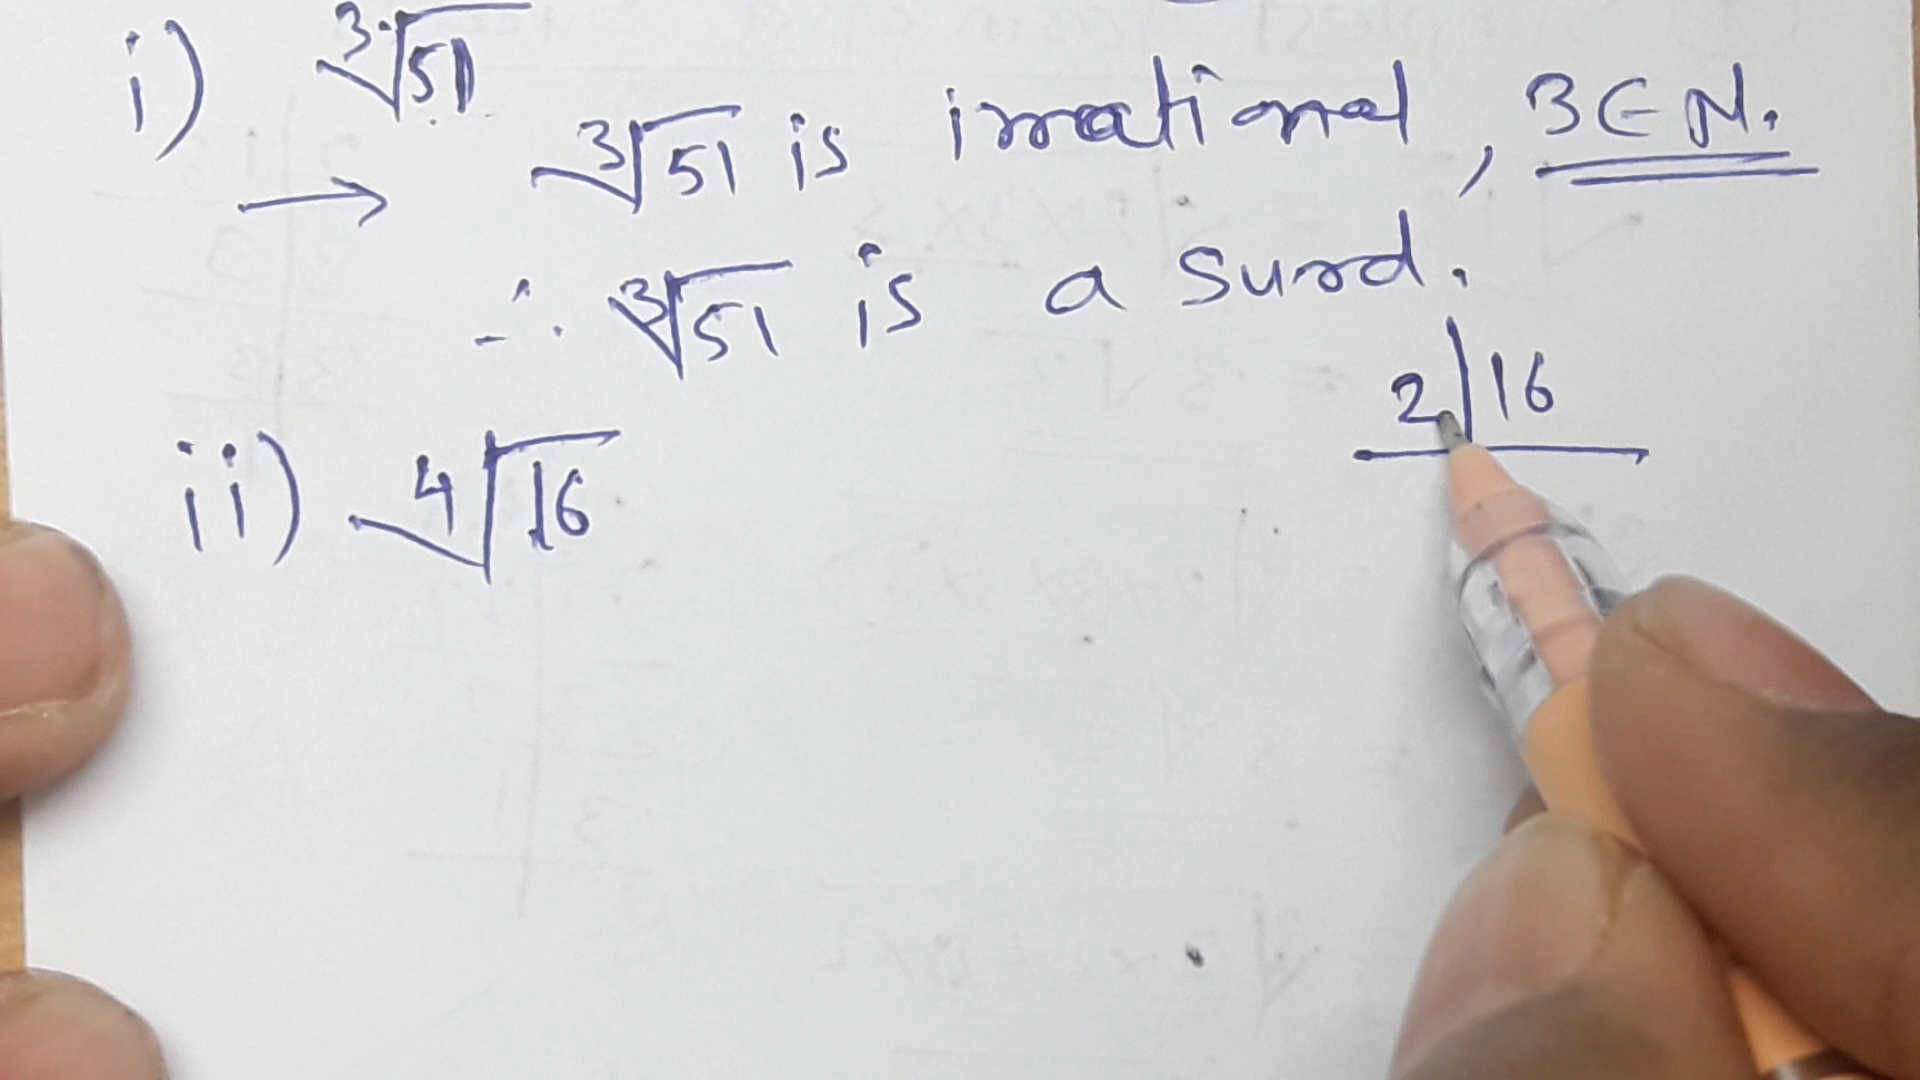 i) ∛51
→ ∛51 is irrational, 3 ∈ N.
∴ ∛51 is a surd.
2 | 16
ii) ∜16